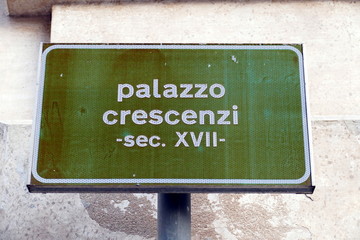 palazzo
crescenzi
-sec. XVII-